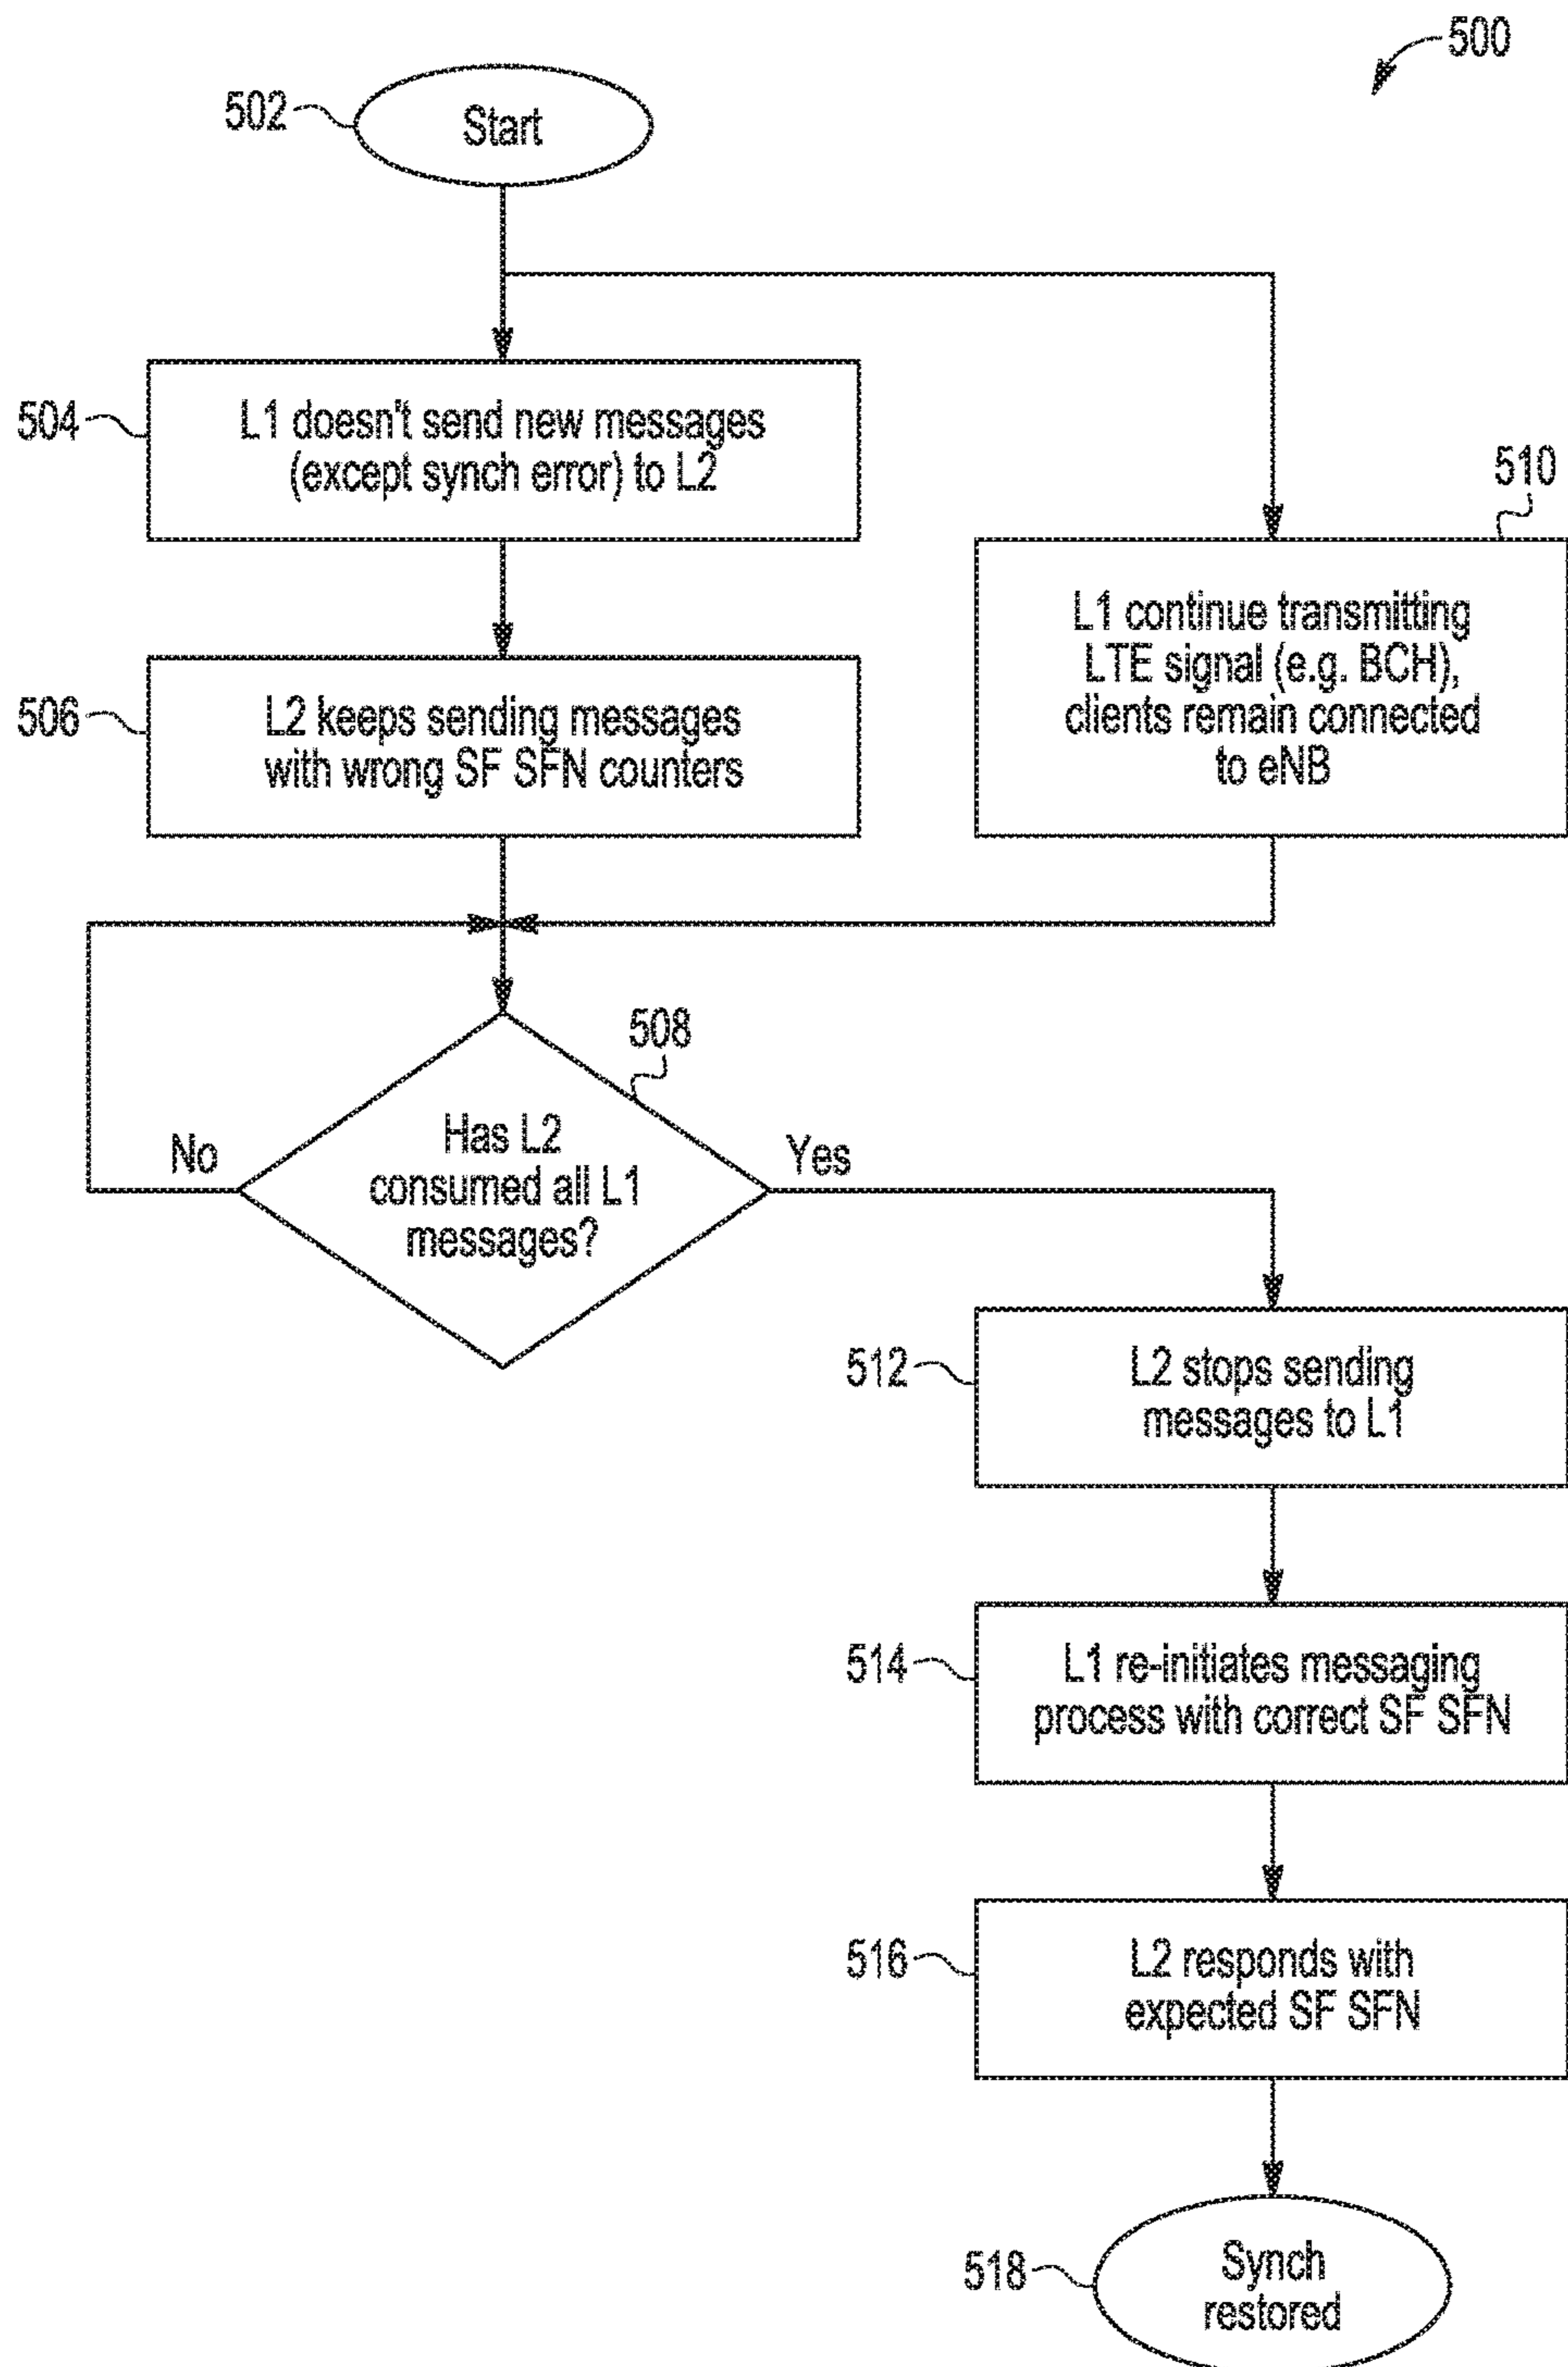 500
502
Start
504
L1 doesn't send new messages
(except synch error) to L2
510
L1 continue transmitting
LTE signal (e.g. BCH),
clients remain connected
to eNB
506
L2 keeps sending messages
with wrong SF SFN counters
508
Has L2
consumed all L1
messages?
No
Yes
512
L2 stops sending
messages to L1
514
L1 re-initiates messaging
process with correct SF SFN
516
L2 responds with
expected SF SFN
518
Synch
restored